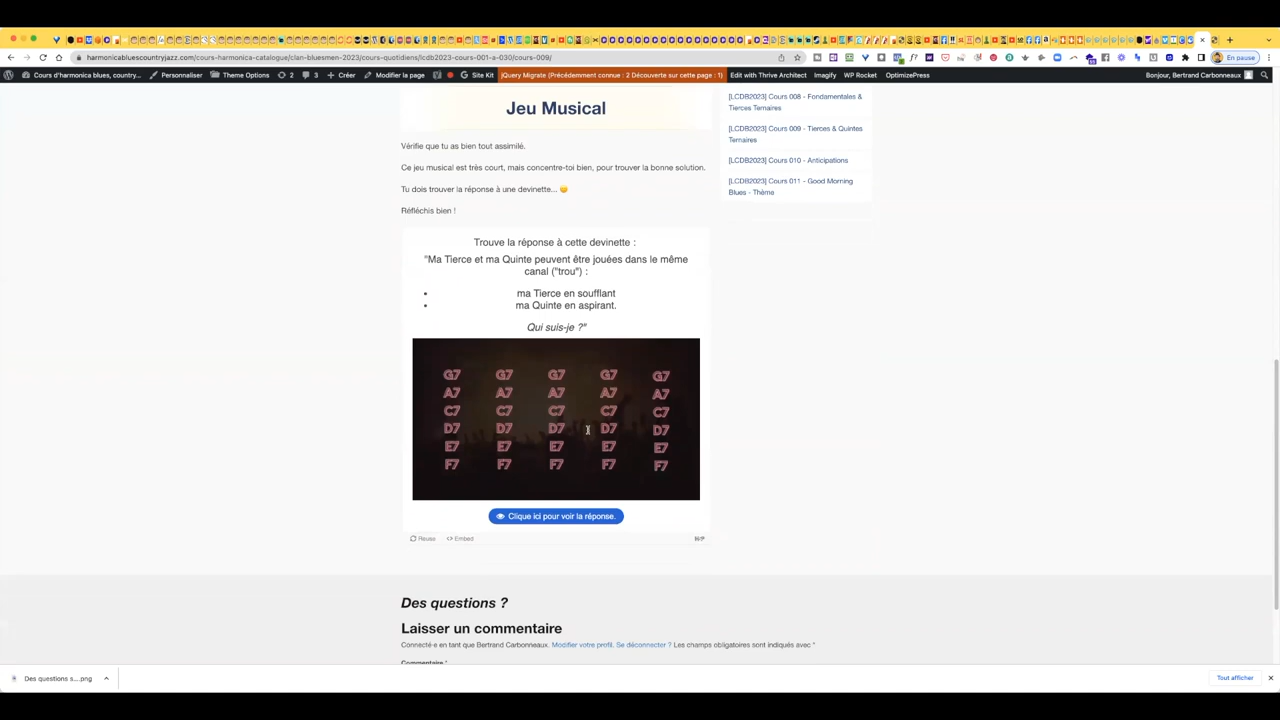 harmonicabluescountryjazz.com/cours-harmonica-catalogue/clan-bluesmen-2023/cours-quotidiens/lcdb2023-cours-001-a-030/cours-009/
En pause
Cours d'harmonica blues, country...
Personnaliser
Theme Options
2
3
Créer
Modifier la page
Site Kit
jQuery Migrate (Précédemment connue : 2 Découverte sur cette page : 1)
Edit with Thrive Architect
Imagify
WP Rocket
OptimizePress
Bonjour, Bertrand Carbonneaux
Jeu Musical
Vérifie que tu as bien tout assimilé.
Ce jeu musical est très court, mais concentre-toi bien, pour trouver la bonne solution.
Tu dois trouver la réponse à une devinette...
Réfléchis bien !
[LCDB2023] Cours 008 - Fondamentales &
Tierces Ternaires
[LCDB2023] Cours 009 - Tierces & Quintes
Ternaires
[LCDB2023] Cours 010 - Anticipations
[LCDB2023] Cours 011 - Good Morning
Blues - Thème
Trouve la réponse à cette devinette :
"Ma Tierce et ma Quinte peuvent être jouées dans le même
canal ("trou") :
• ma Tierce en soufflant
• ma Quinte en aspirant.
Qui suis-je ?"
G7 G7 G7 G7 G7
A7 A7 A7 A7 A7
C7 C7 C7 C7 C7
D7 D7 D7 D7 D7
E7 E7 E7 E7 E7
F7 F7 F7 F7 F7
Clique ici pour voir la réponse.
Reuse
Embed
H5P
Des questions ?
Laisser un commentaire
Connecté·e en tant que Bertrand Carbonneaux. Modifier votre profil. Se déconnecter ? Les champs obligatoires sont indiqués avec *
Commentaire *
Des questions s....png
Tout afficher